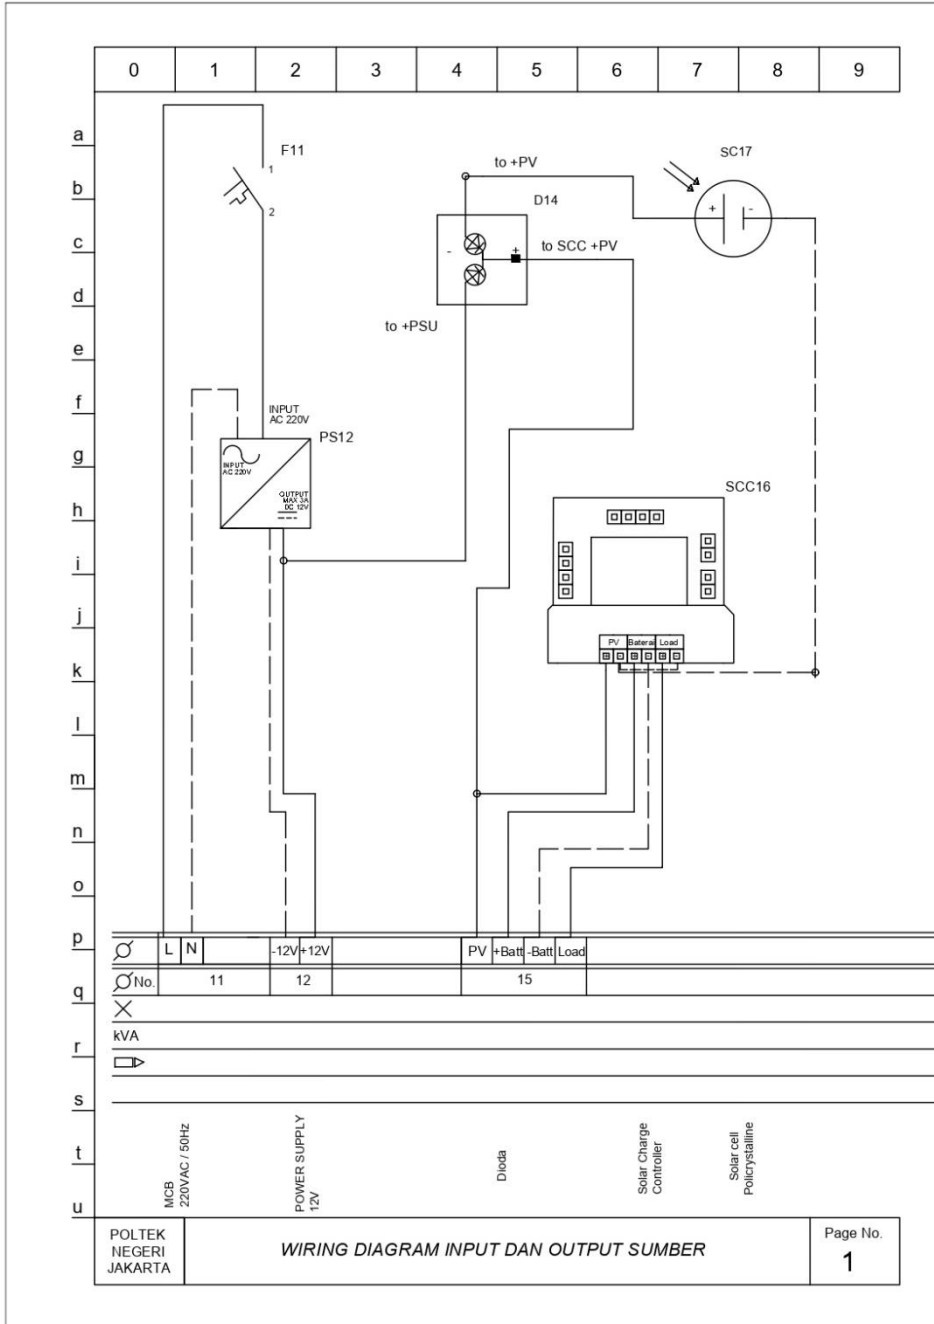 0 1 2 3 4 5 6 7 8 9
a
b
c
d
e
f
g
h
i
j
k
l
m
n
o
p
q
r
s
t
u
F11
1
2
to +PV
SC17
+ -
D14
- +
to SCC +PV
to +PSU
INPUT
AC 220V
PS12
INPUT
AC 220V
OUTPUT
MAX 3A
DC 12V
SCC16
PV Baterai Load
+ - + - + -
L N -12V +12V PV +Batt -Batt Load
No. 11 12 15
kVA
MCB
220VAC / 50Hz
POWER SUPPLY
12V
Dioda
Solar Charge
Controller
Solar cell
Policrystalline
POLTEK
NEGERI
JAKARTA
WIRING DIAGRAM INPUT DAN OUTPUT SUMBER
Page No.
1